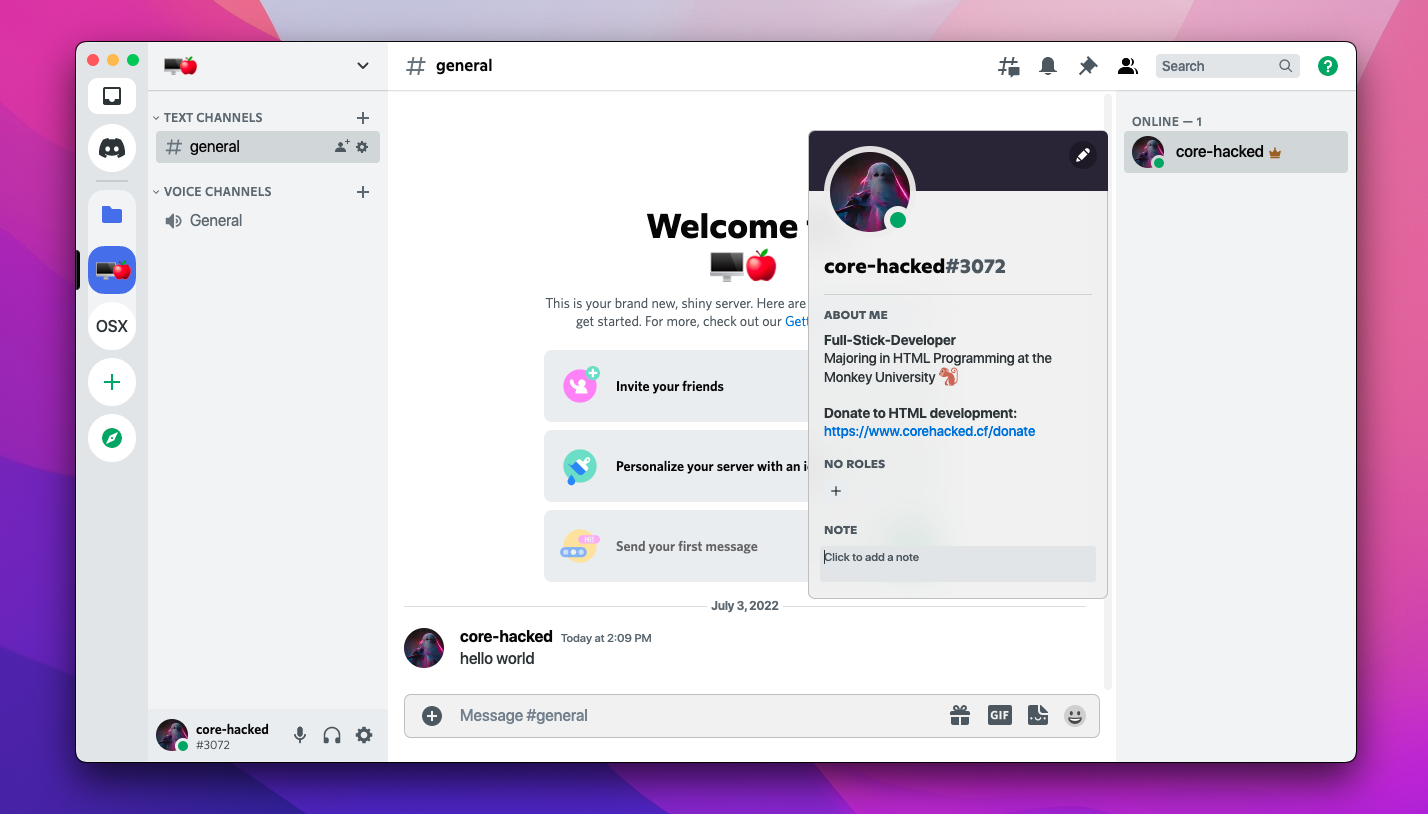 general
Search
TEXT CHANNELS
general
VOICE CHANNELS
General
OSX
core-hacked
#3072
Welcome
This is your brand new, shiny server. Here are
get started. For more, check out our
Invite your friends
Personalize your server with an
Send your first message
Hi!
July 3, 2022
core-hacked Today at 2:09 PM
hello world
Message #general
GIF
core-hacked#3072
ABOUT ME
Full-Stick-Developer
Majoring in HTML Programming at the
Monkey University
Donate to HTML development:
https://www.corehacked.cf/donate
NO ROLES
NOTE
Click to add a note
ONLINE — 1
core-hacked